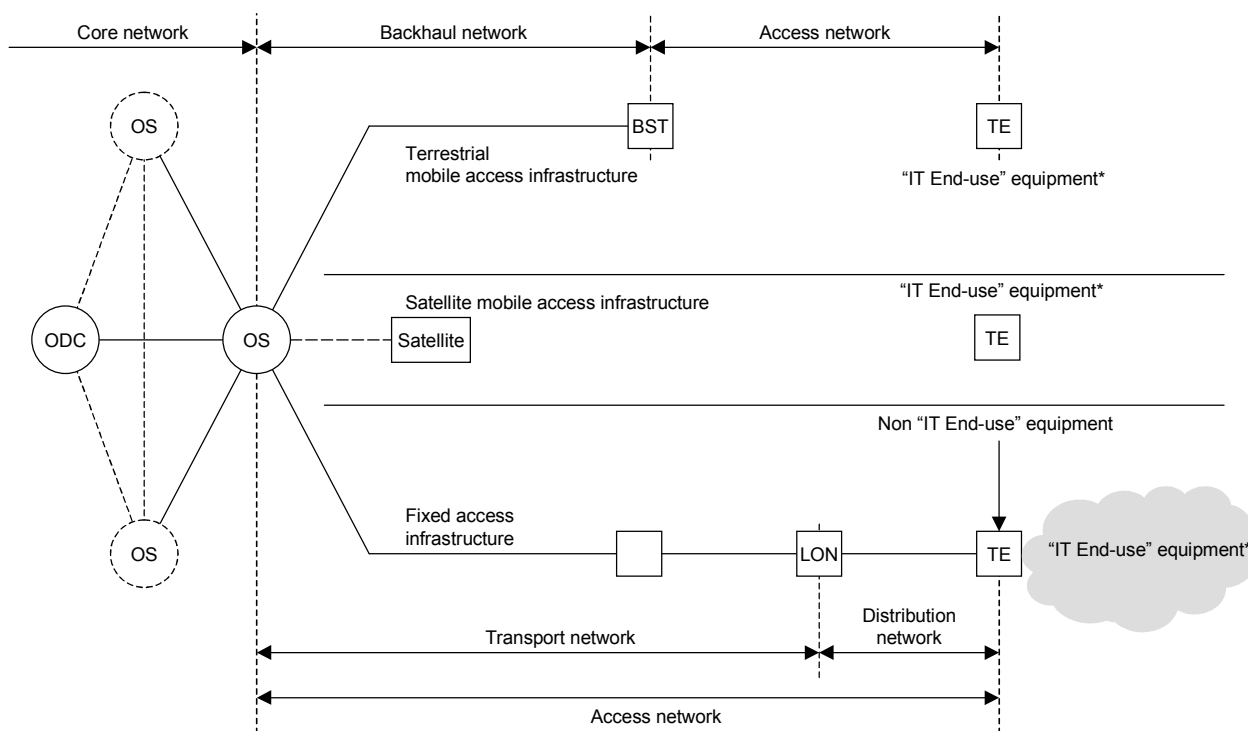 Core network
Backhaul network
Access network
OS
BST
TE
Terrestrial
mobile access infrastructure
“IT End-use” equipment*
“IT End-use” equipment*
Satellite mobile access infrastructure
ODC
OS
Satellite
TE
Non “IT End-use” equipment
Fixed access
infrastructure
OS
LON
TE
“IT End-use” equipment*
Distribution
network
Transport network
Access network